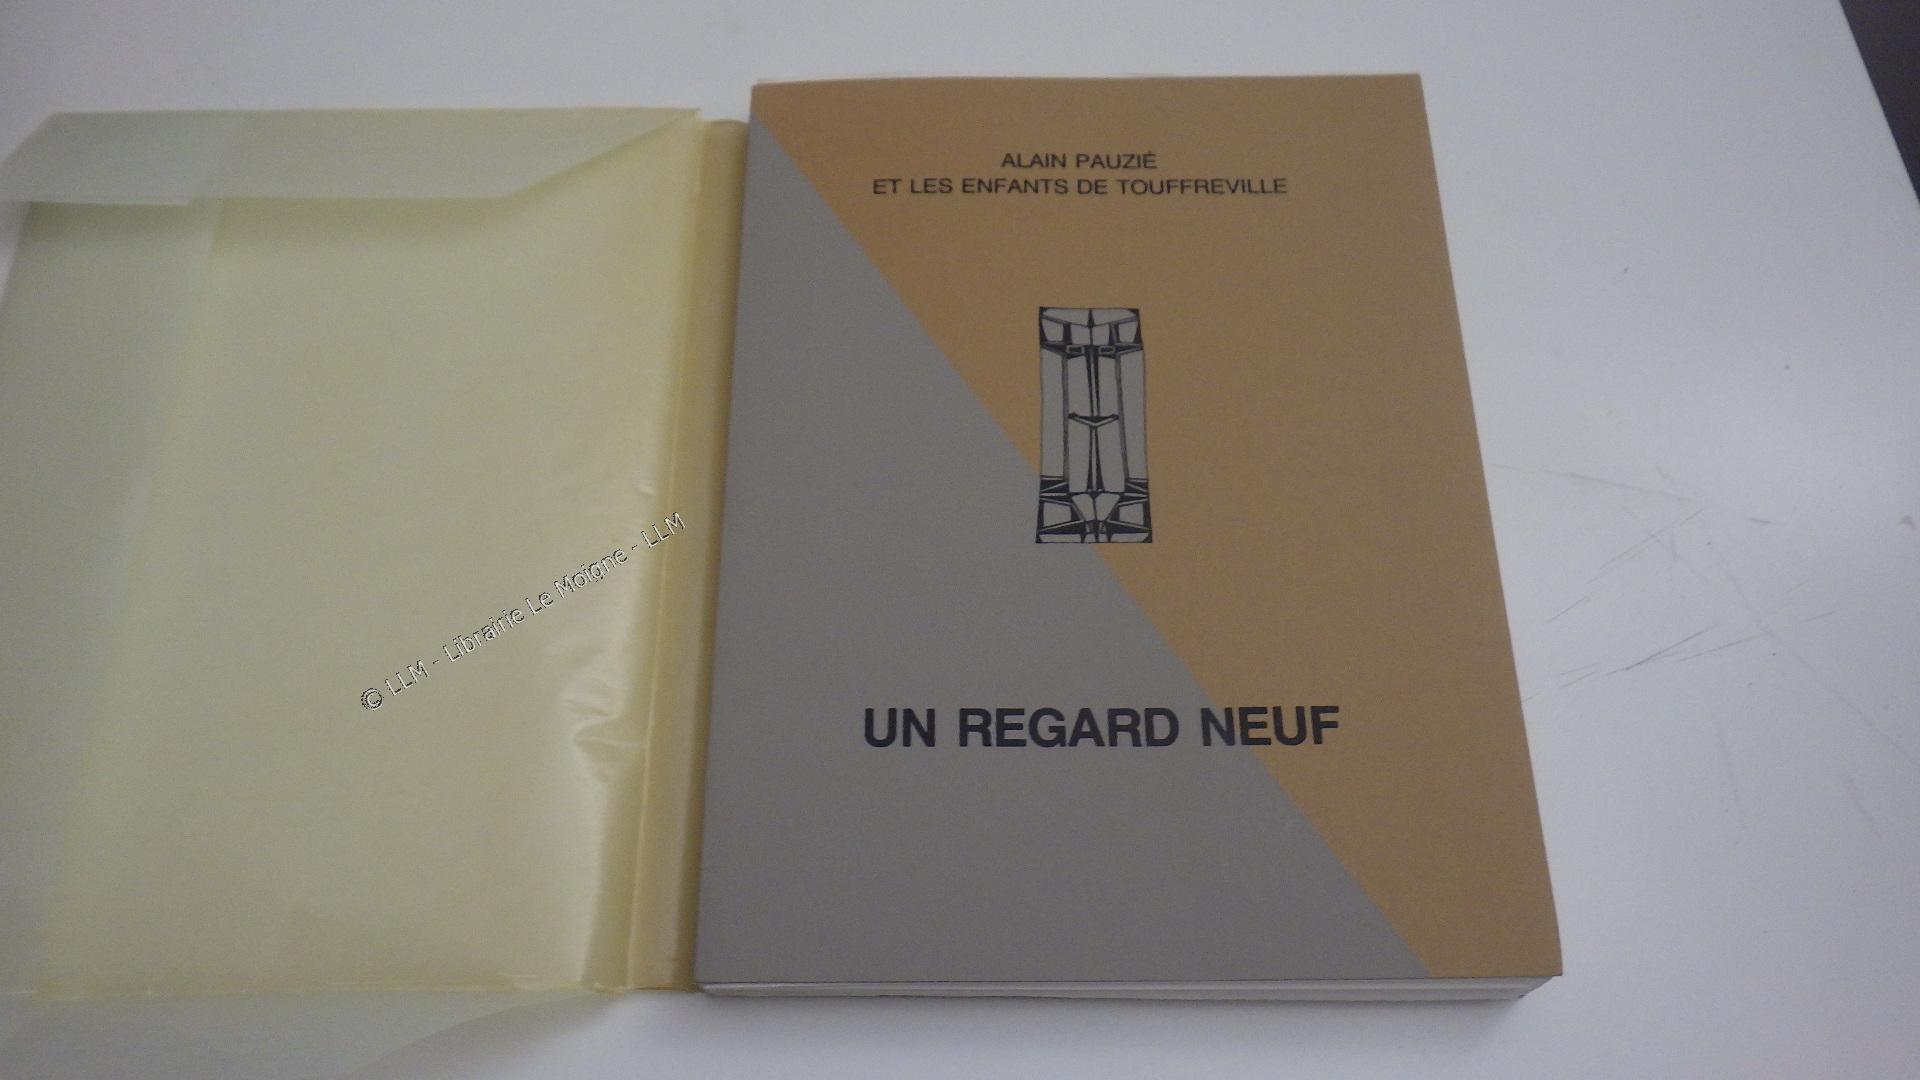 ALAIN PAUZIÉ
ET LES ENFANTS DE TOUFFREVILLE
UN REGARD NEUF
© LLM - Librairie Le Moigne - LLM